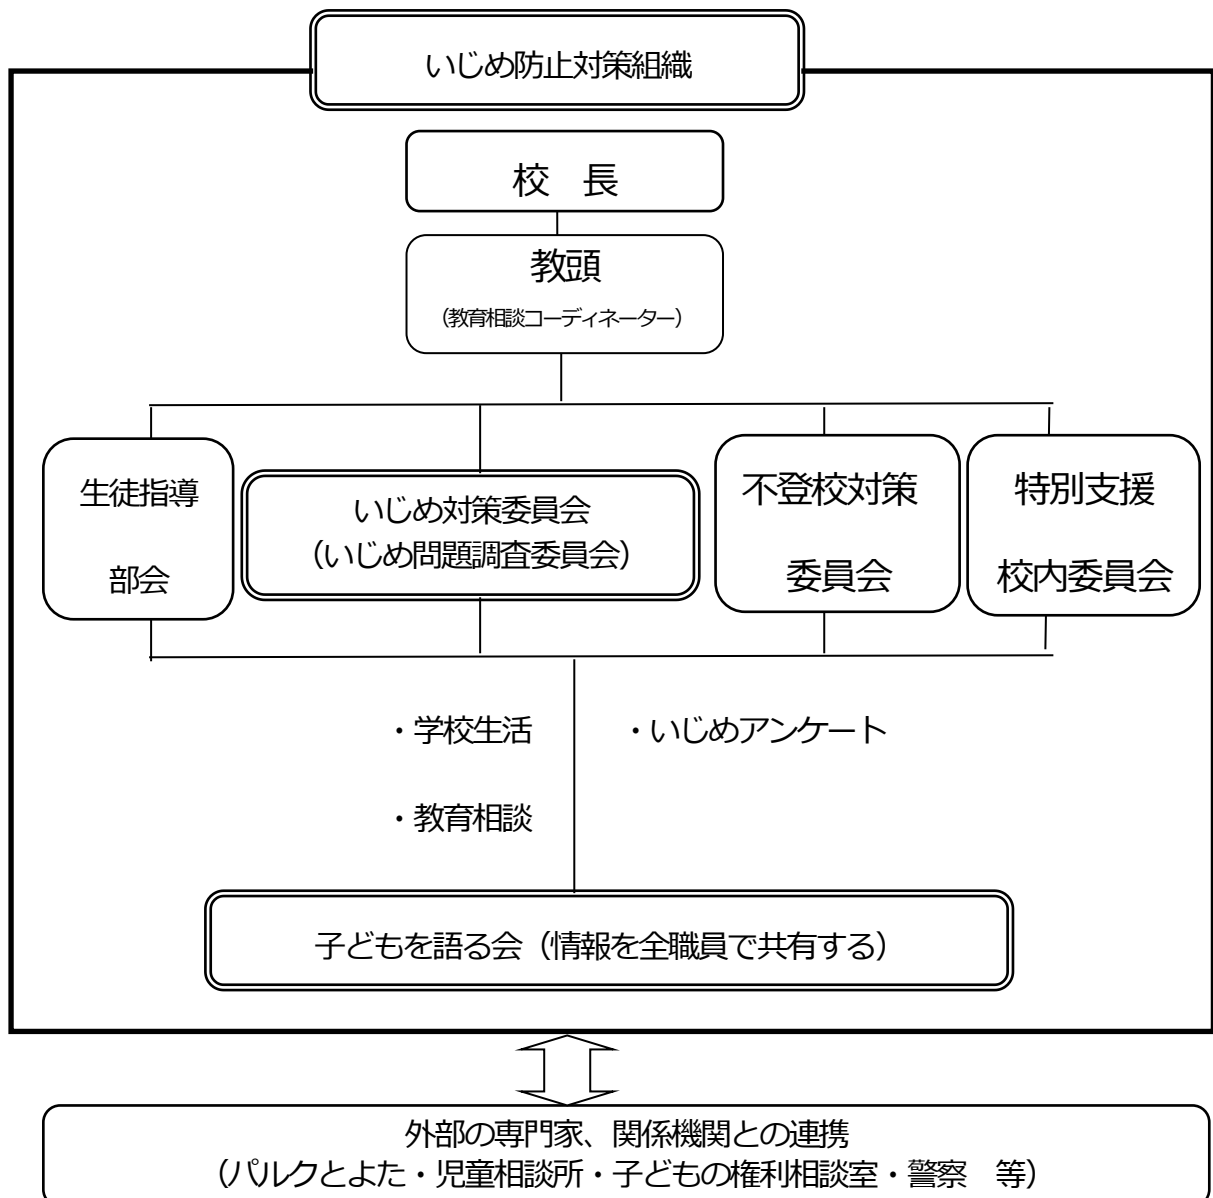 いじめ防止対策組織
校　長
教頭
（教育相談コーディネーター）
生徒指導
部会
いじめ対策委員会
（いじめ問題調査委員会）
不登校対策
委員会
特別支援
校内委員会
・学校生活
・いじめアンケート
・教育相談
子どもを語る会（情報を全職員で共有する）
外部の専門家、関係機関との連携
（パルクとよた・児童相談所・子どもの権利相談室・警察　等）